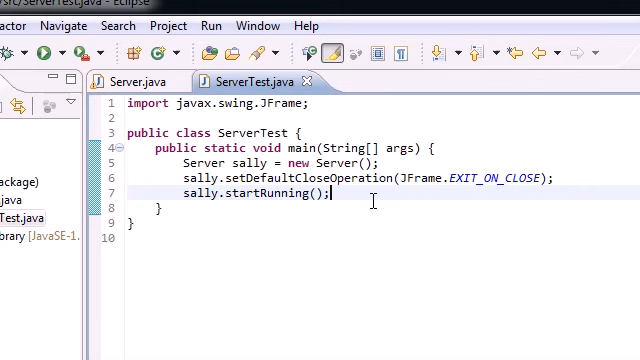 /src/ServerTest.java - Eclipse
actor Navigate Search Project Run Window Help
Server.java ServerTest.java
1 import javax.swing.JFrame;
2
3 public class ServerTest {
4 public static void main(String[] args) {
5 Server sally = new Server();
6 sally.setDefaultCloseOperation(JFrame.EXIT_ON_CLOSE);
7 sally.startRunning();
8 }
9 }
10
Test.java
ibrary [JavaSE-1.